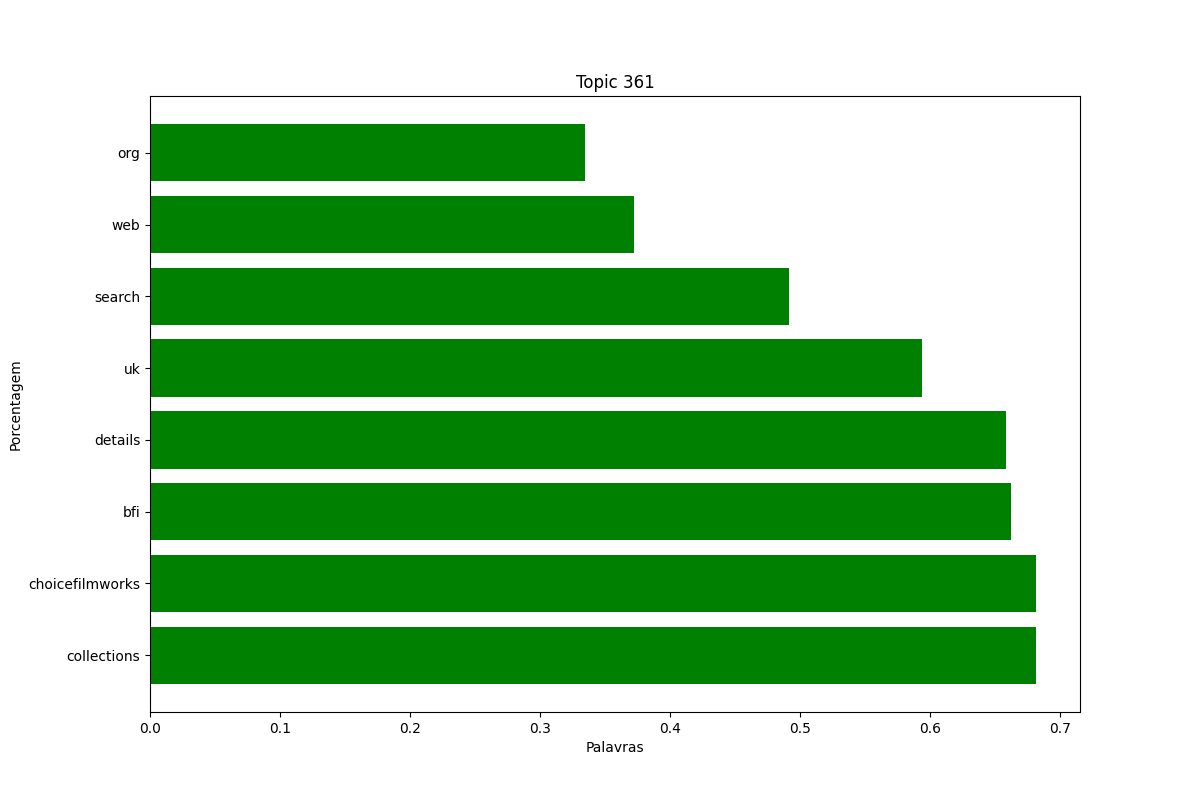 Topic 361
Porcentagem
org
web
search
uk
details
bfi
choicefilmworks
collections
0.0 0.1 0.2 0.3 0.4 0.5 0.6 0.7
Palavras